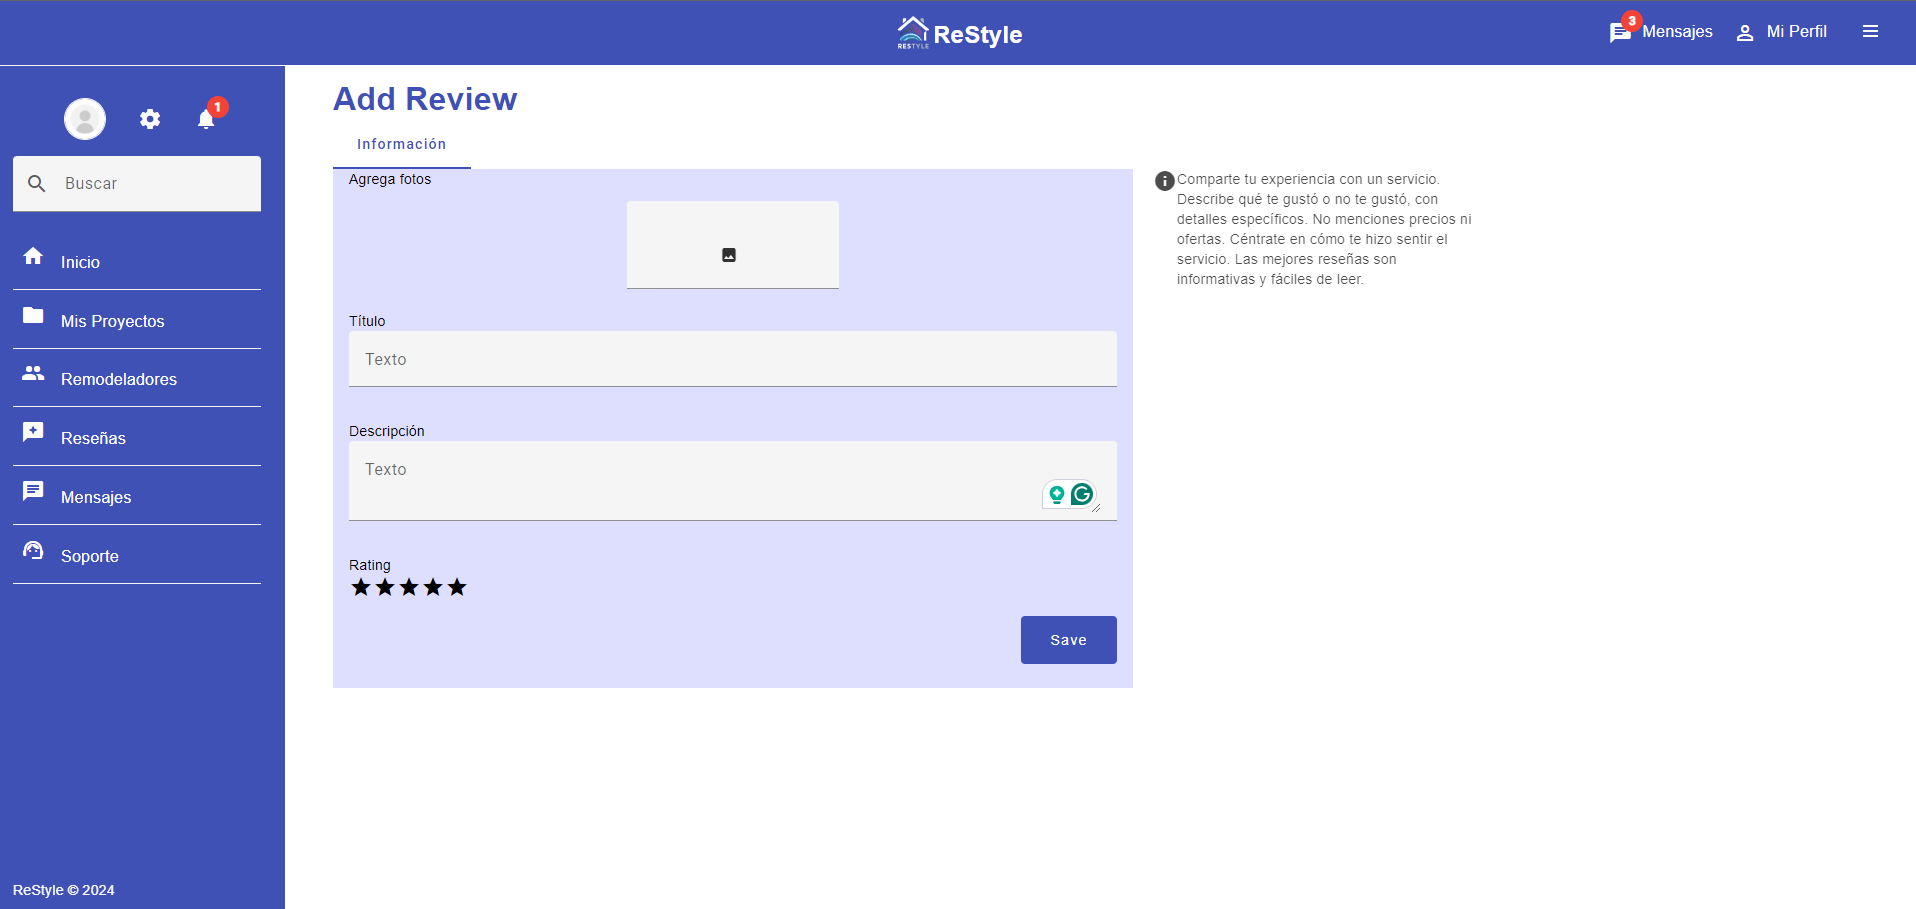 RESTYLE ReStyle
3 Mensajes Mi Perfil
1
Buscar
Inicio
Mis Proyectos
Remodeladores
Reseñas
Mensajes
Soporte
ReStyle © 2024
Add Review
Información
Agrega fotos
Título
Texto
Descripción
Texto
Rating
Save
Comparte tu experiencia con un servicio.
Describe qué te gustó o no te gustó, con
detalles específicos. No menciones precios ni
ofertas. Céntrate en cómo te hizo sentir el
servicio. Las mejores reseñas son
informativas y fáciles de leer.